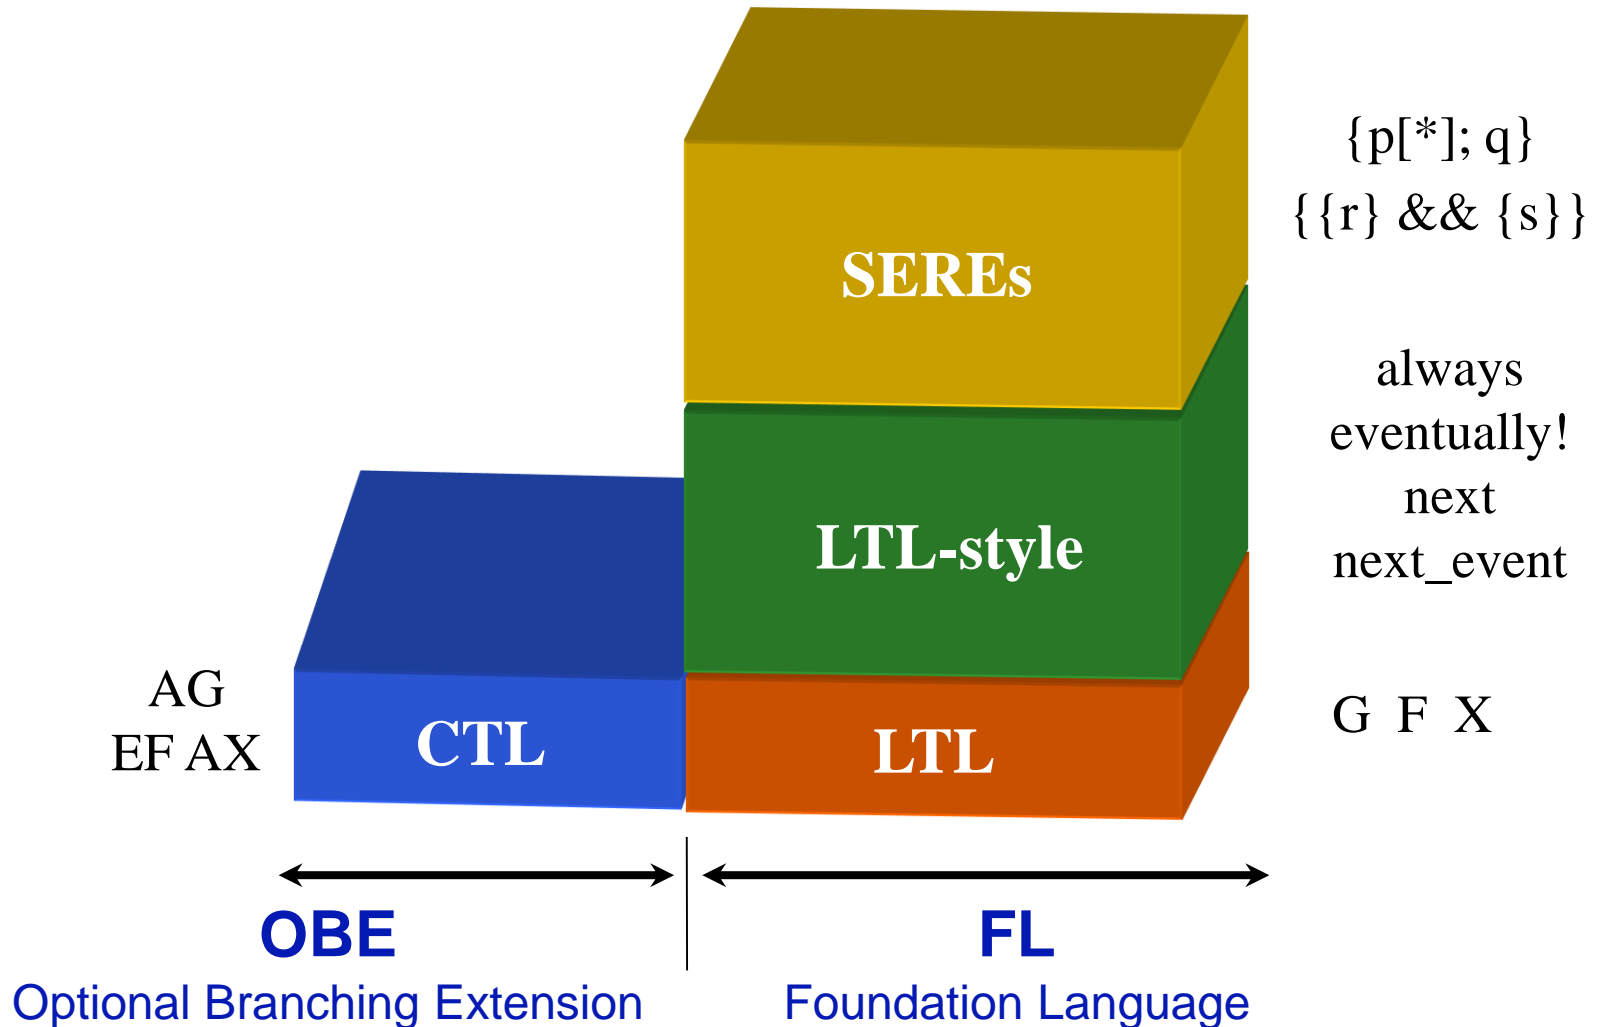 {p[*]; q}
{{r} && {s}}
SEREs
always
eventually!
next
next_event
LTL-style
AG
EF AX
CTL
LTL
G F X
OBE
FL
Optional Branching Extension
Foundation Language